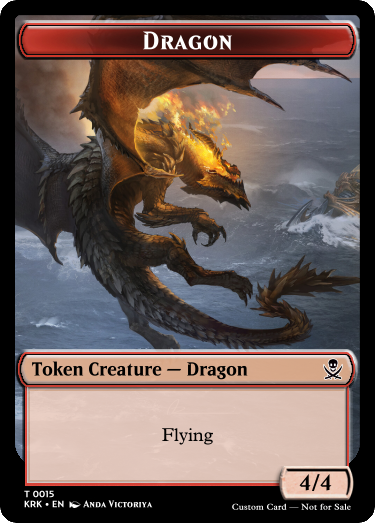 Dragon
Token Creature — Dragon
Flying
4/4
T 0015
KRK • EN Anda Victoriya
Custom Card — Not for Sale